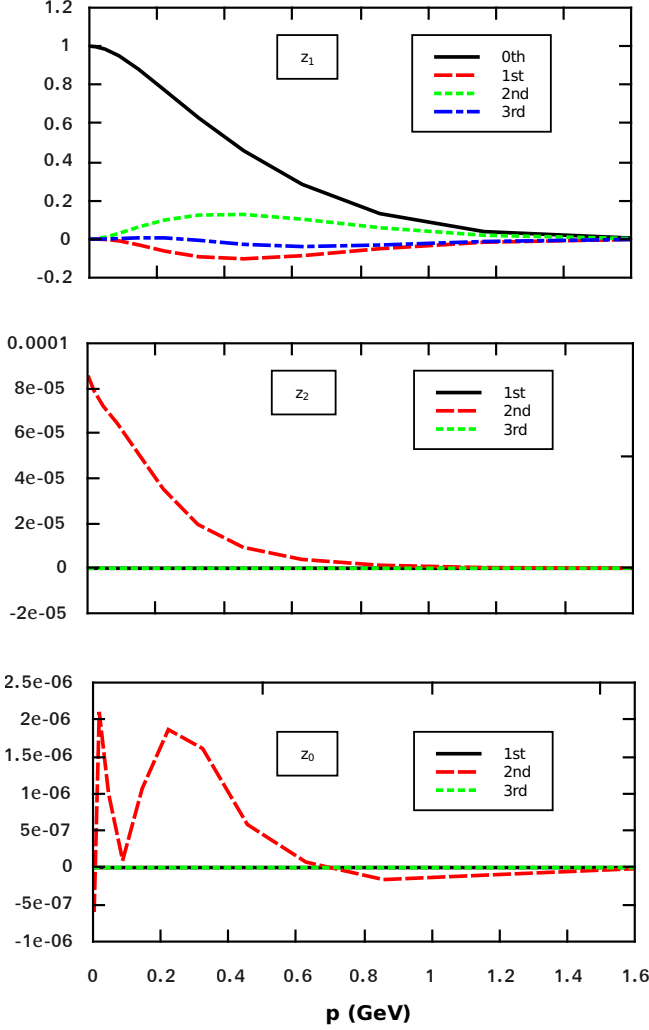 1.2
1
0.8
0.6
0.4
0.2
0
-0.2
z1
0th
1st
2nd
3rd
0.0001
8e-05
6e-05
4e-05
2e-05
0
-2e-05
z2
1st
2nd
3rd
2.5e-06
2e-06
1.5e-06
1e-06
5e-07
0
-5e-07
-1e-06
z0
1st
2nd
3rd
0 0.2 0.4 0.6 0.8 1 1.2 1.4 1.6
p (GeV)